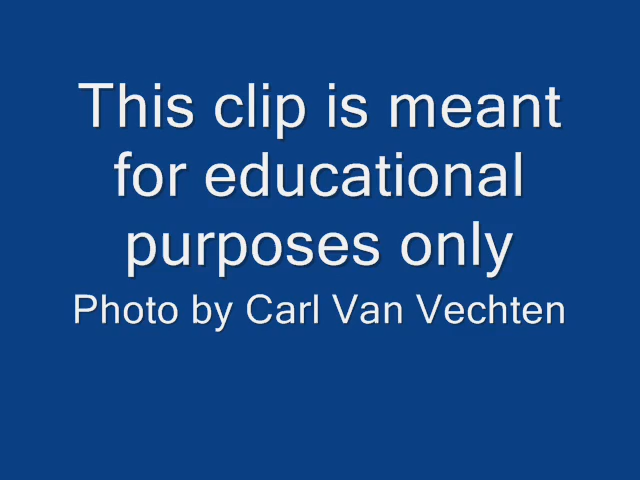 This clip is meant
for educational
purposes only
Photo by Carl Van Vechten